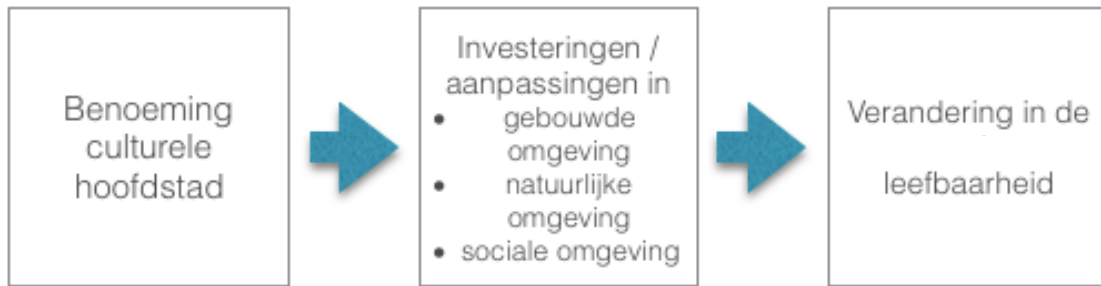 Benoeming
culturele
hoofdstad
Investeringen /
aanpassingen in
• gebouwde
omgeving
• natuurlijke
omgeving
• sociale omgeving
Verandering in de
leefbaarheid